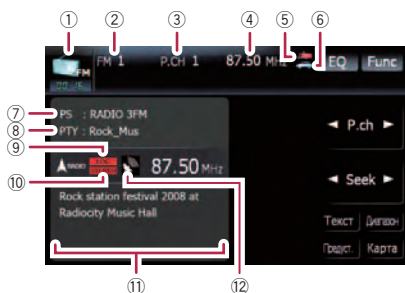 ① ② ③ ④ ⑤ ⑥
FM 1 P.CH 1 87.50 MHz EQ Func
FM
⑦ PS : RADIO 3FM
⑧ PTY : Rock_Mus
◄ P.ch ►
⑨
RADIO 87.50 MHz
⑩
◄ Seek ►
Rock station festival 2008 at
Radiocity Music Hall
Текст Диапазон
Предуст. Карта
⑪ ⑫